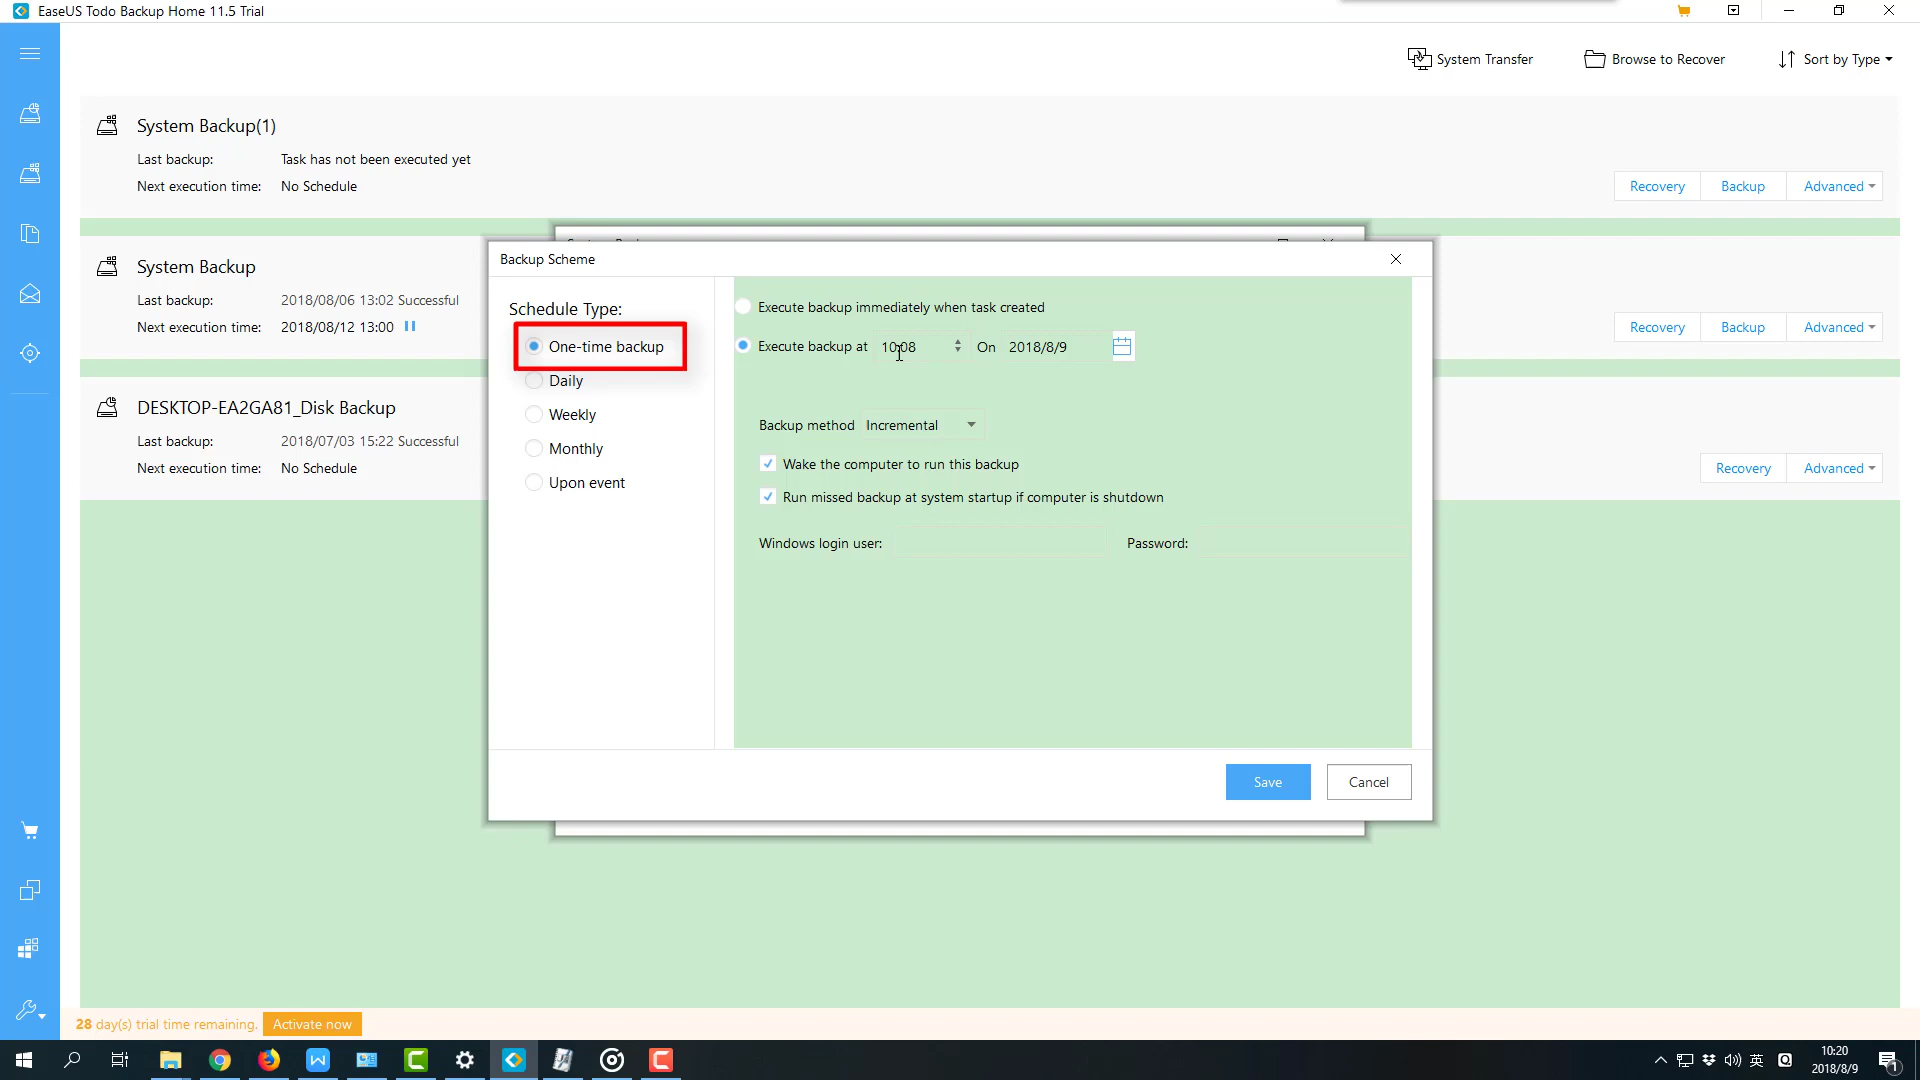 EaseUS Todo Backup Home 11.5 Trial
System Transfer
Browse to Recover
Sort by Type
System Backup(1)
Last backup: Task has not been executed yet
Next execution time: No Schedule
Recovery Backup Advanced
System Backup
Last backup: 2018/08/06 13:02 Successful
Next execution time: 2018/08/12 13:00
Recovery Backup Advanced
DESKTOP-EA2GA81_Disk Backup
Last backup: 2018/07/03 15:22 Successful
Next execution time: No Schedule
Recovery Advanced
Backup Scheme
Schedule Type:
One-time backup
Daily
Weekly
Monthly
Upon event
Execute backup immediately when task created
Execute backup at 10:08 On 2018/8/9
Backup method Incremental
Wake the computer to run this backup
Run missed backup at system startup if computer is shutdown
Windows login user: Password:
Save Cancel
28 day(s) trial time remaining. Activate now
英
10:20
2018/8/9
1